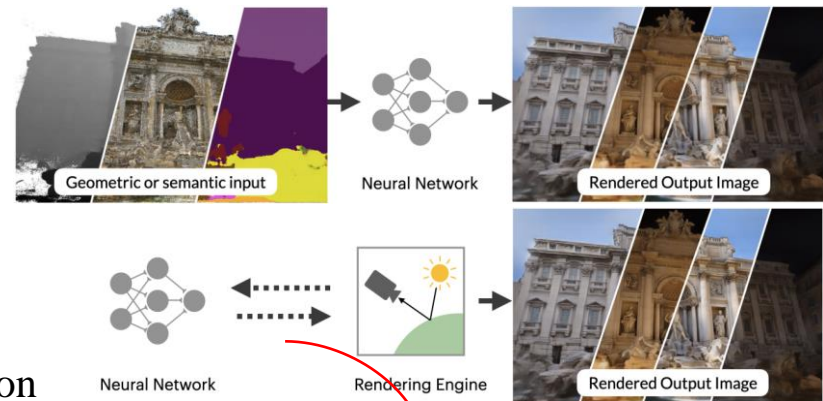 Geometric or semantic input
Neural Network
Rendered Output Image
on
Neural Network
Rendering Engine
Rendered Output Image